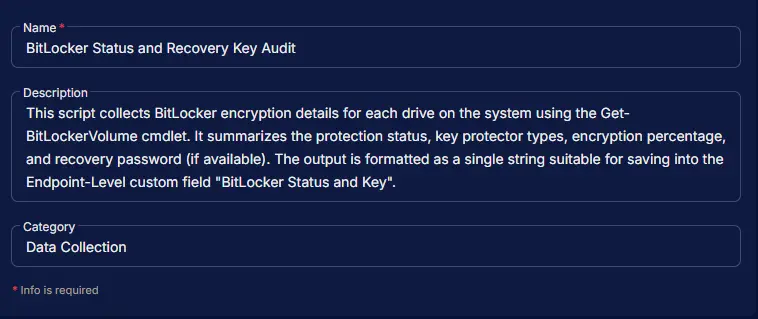 Name *
BitLocker Status and Recovery Key Audit
Description
This script collects BitLocker encryption details for each drive on the system using the Get-
BitLockerVolume cmdlet. It summarizes the protection status, key protector types, encryption percentage,
and recovery password (if available). The output is formatted as a single string suitable for saving into the
Endpoint-Level custom field "BitLocker Status and Key".
Category
Data Collection
* Info is required